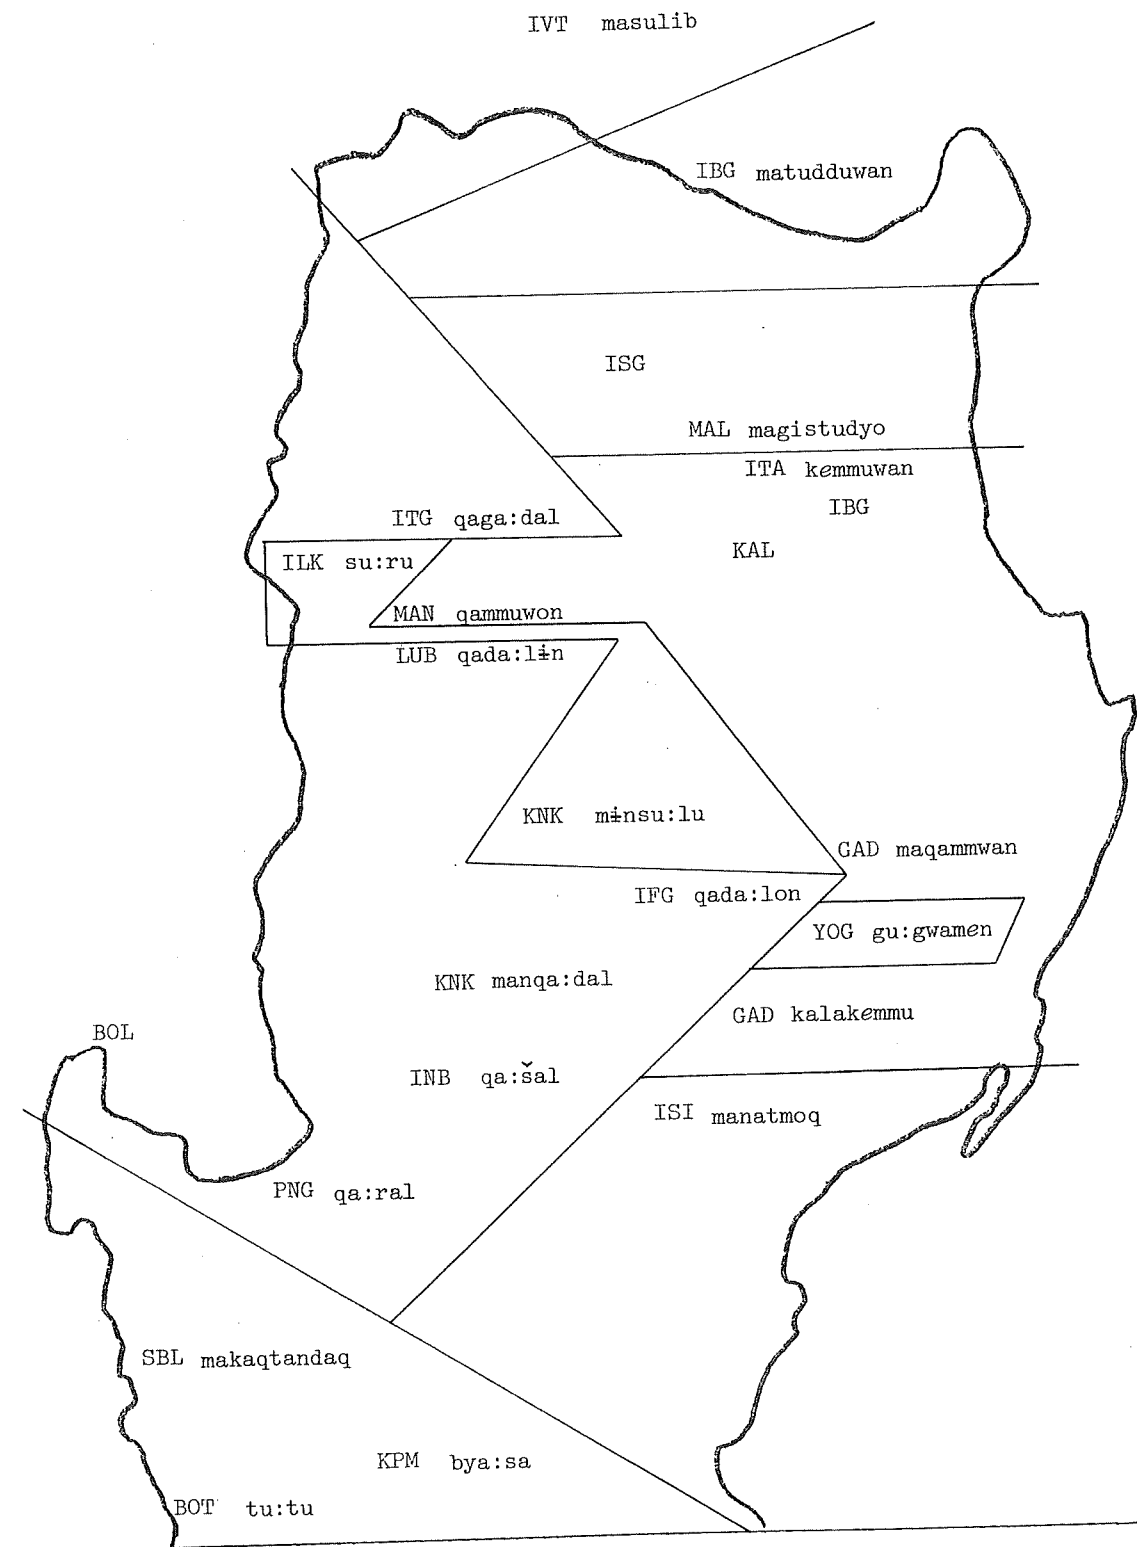 IVT masulib
IBG matudduwan
ISG
MAL magistudyo
ITA kemmuwan
IBG
ITG qaga:dal
KAL
ILK su:ru
MAN qammuwon
LUB qada:lɨn
KNK mɨnsu:lu
GAD maqammwan
IFG qada:lon
YOG gu:gwamen
KNK manqa:dal
GAD kalakemmu
BOL
INB qa:šal
ISI manatmoq
PNG qa:ral
SBL makaqtandaq
KPM bya:sa
BOT tu:tu